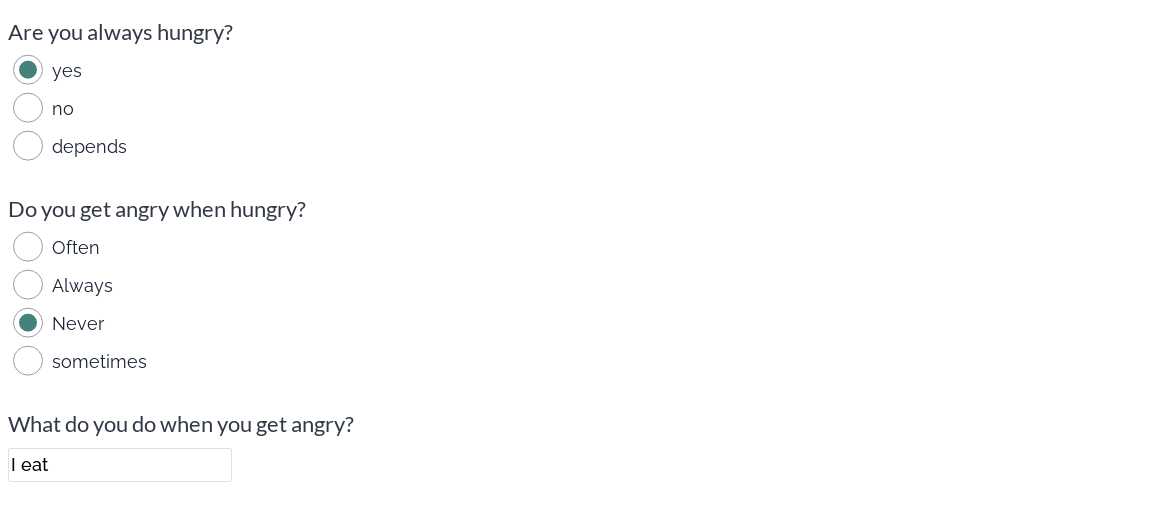 Are you always hungry?
yes
no
depends
Do you get angry when hungry?
Often
Always
Never
sometimes
What do you do when you get angry?
I eat